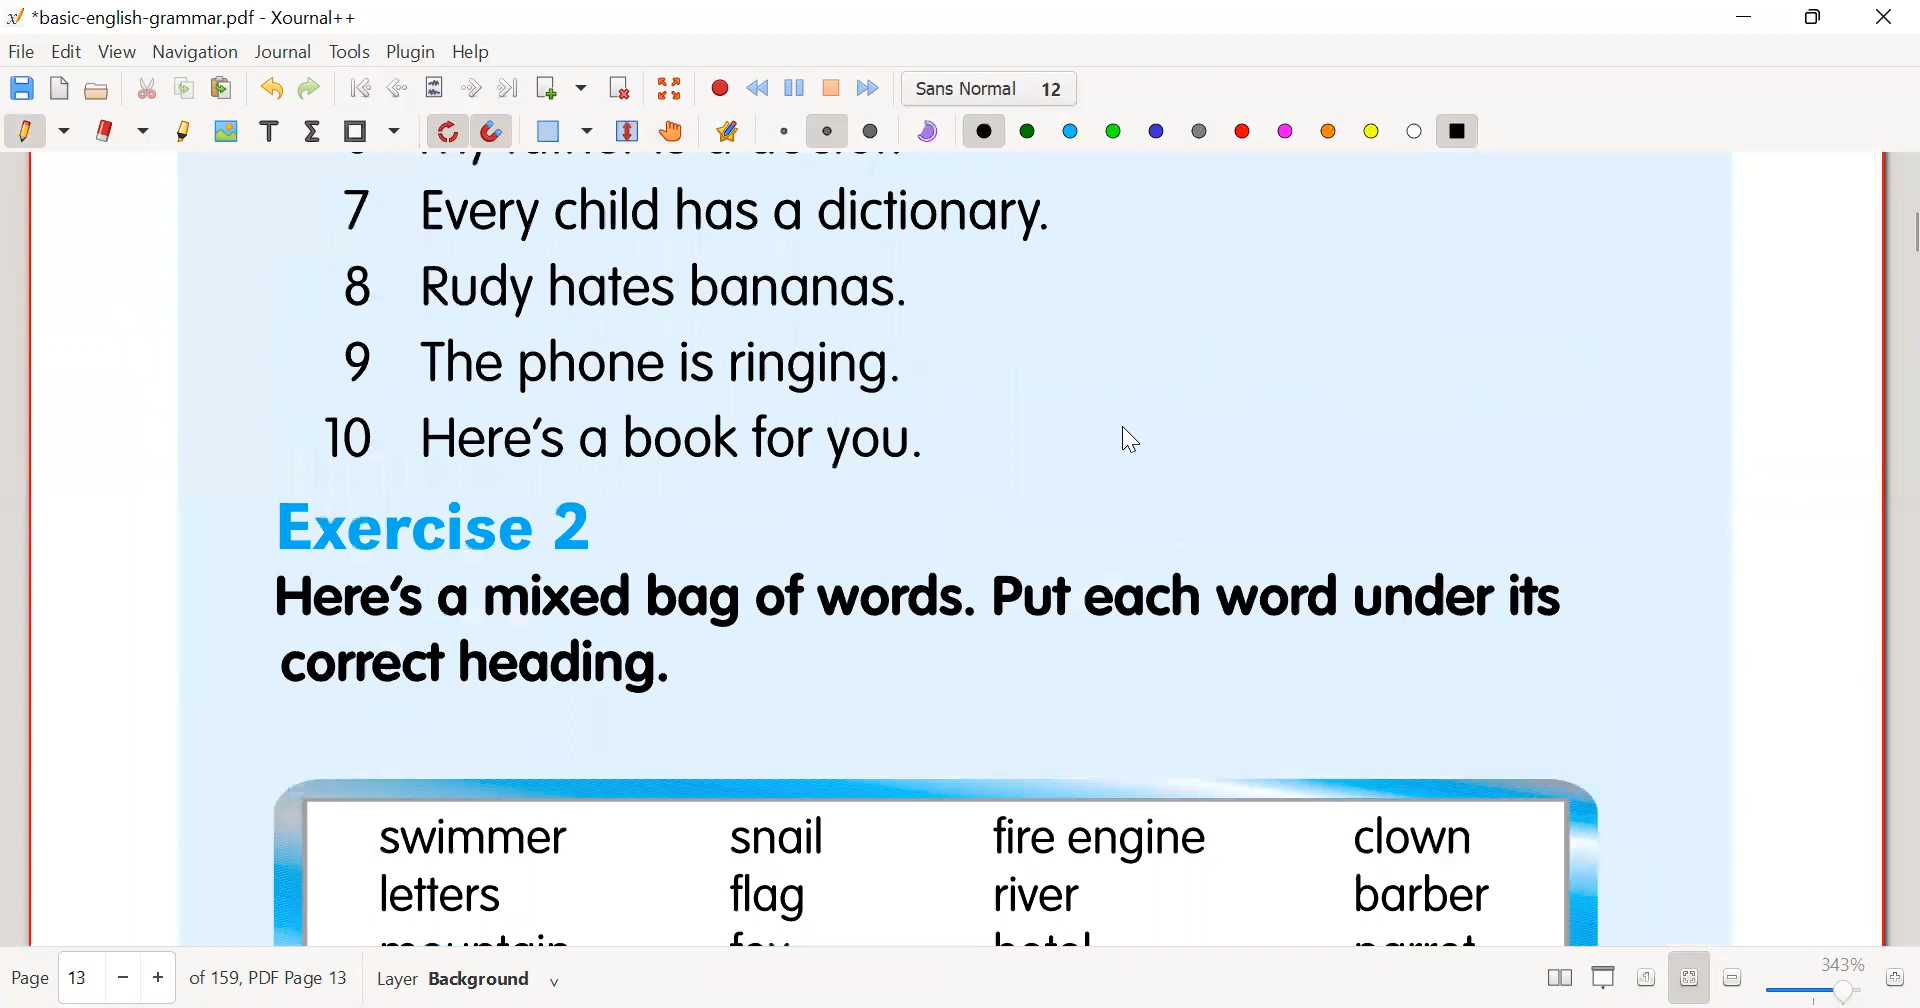 *basic-english-grammar.pdf - Xournal++
File Edit View Navigation Journal Tools Plugin Help
Sans Normal 12
7 Every child has a dictionary.
8 Rudy hates bananas.
9 The phone is ringing.
10 Here's a book for you.
Exercise 2
Here's a mixed bag of words. Put each word under its
correct heading.
swimmer snail fire engine clown
letters flag river barber
Page 13 of 159, PDF Page 13 Layer Background 343%